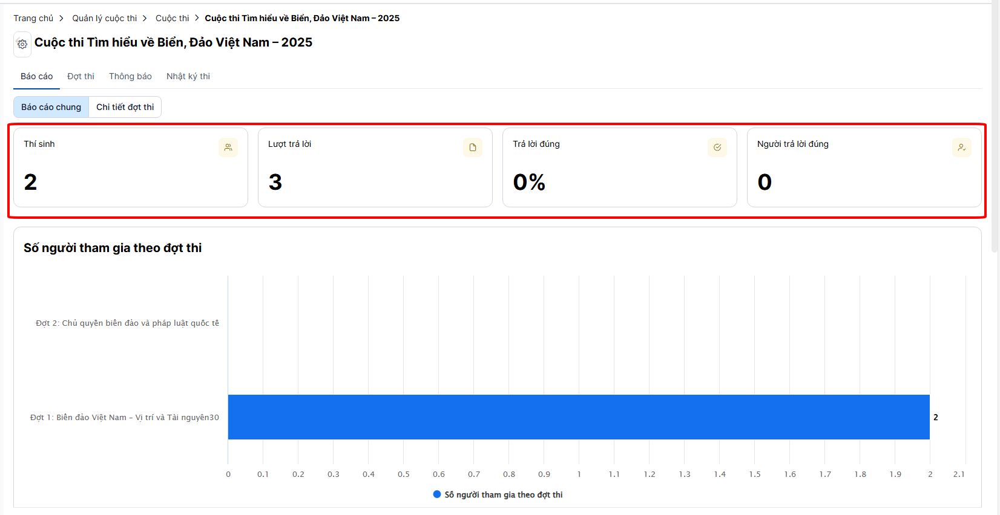 Trang chủ > Quản lý cuộc thi > Cuộc thi > Cuộc thi Tìm hiểu về Biển, Đảo Việt Nam – 2025
Cuộc thi Tìm hiểu về Biển, Đảo Việt Nam – 2025
Báo cáo Đợt thi Thông báo Nhật ký thi
Báo cáo chung Chi tiết đợt thi
Thí sinh Lượt trả lời Trả lời đúng Người trả lời đúng
2 3 0% 0
Số người tham gia theo đợt thi
Đợt 2: Chủ quyền biển đảo và pháp luật quốc tế
Đợt 1: Biển đảo Việt Nam – Vị trí và Tài nguyên30 2
0 0.1 0.2 0.3 0.4 0.5 0.6 0.7 0.8 0.9 1 1.1 1.2 1.3 1.4 1.5 1.6 1.7 1.8 1.9 2 2.1
Số người tham gia theo đợt thi